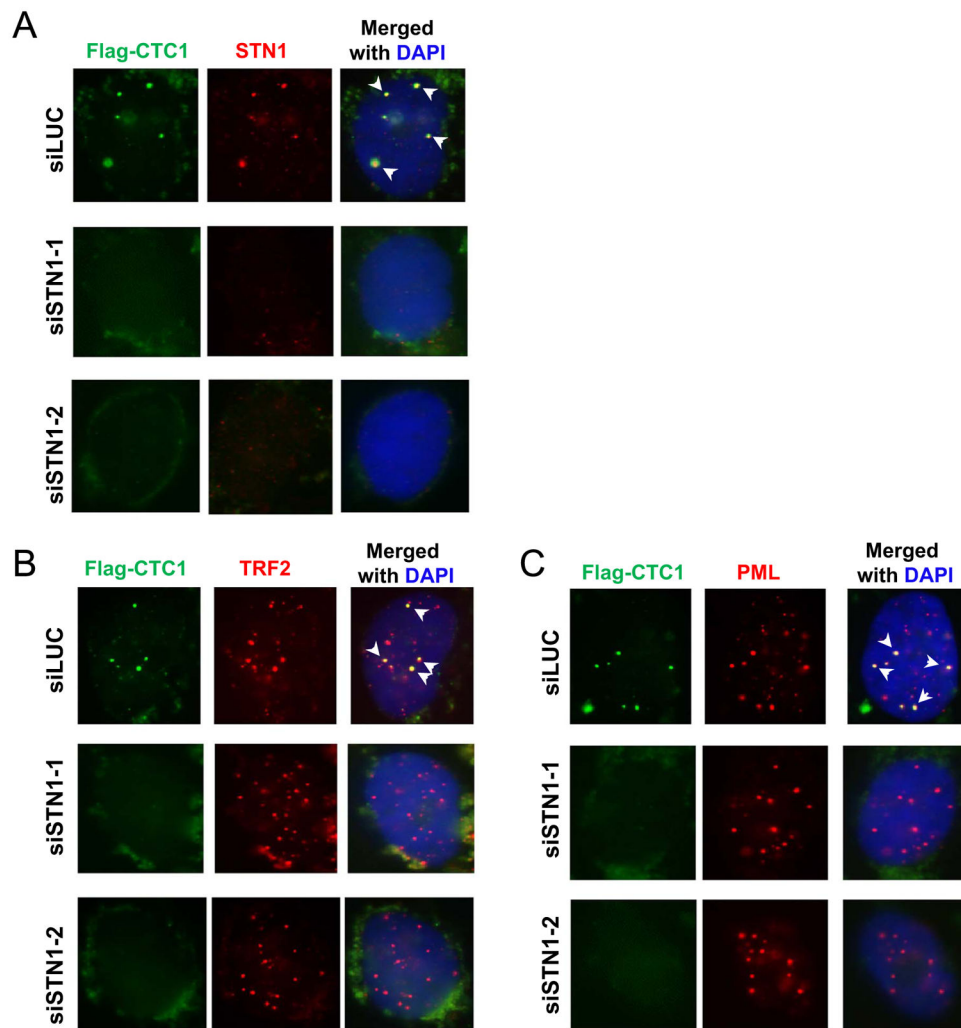 A
Flag-CTC1 STN1 Merged
with DAPI
siLUC
siSTN1-1
siSTN1-2
B
Flag-CTC1 TRF2 Merged
with DAPI
siLUC
siSTN1-1
siSTN1-2
C
Flag-CTC1 PML Merged
with DAPI
siLUC
siSTN1-1
siSTN1-2